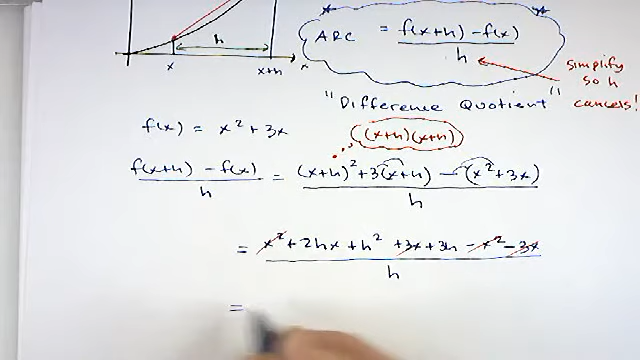 h
x
x+h
x
ARC = f(x+h) - f(x) / h
simplify
so h
cancels!
"Difference Quotient"
f(x) = x² + 3x
(x+h)(x+h)
f(x+h) - f(x) / h = (x+h)² + 3(x+h) - (x² + 3x) / h
= x² + 2hx + h² + 3x + 3h - x² - 3x / h
=